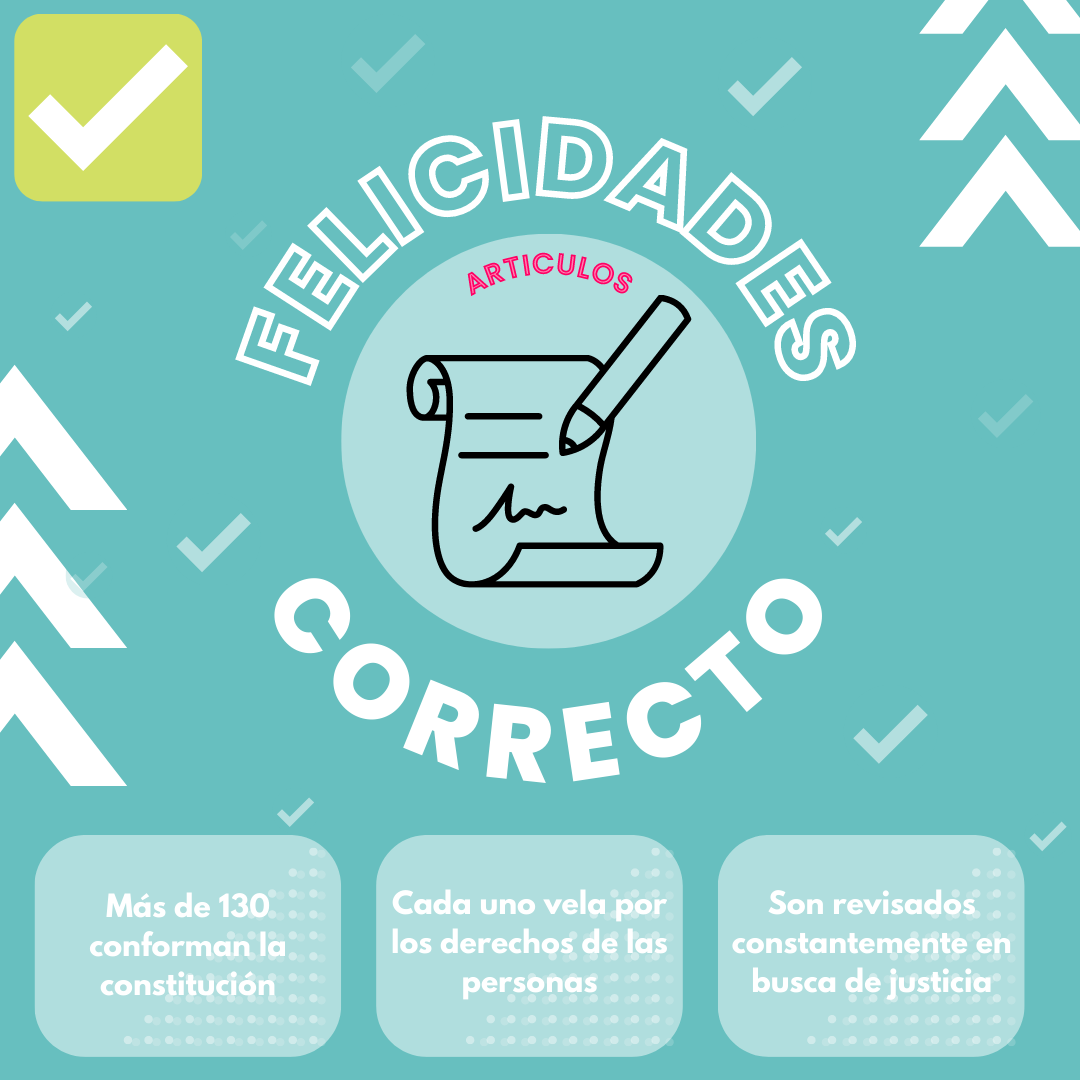 FELICIDADES
ARTICULOS
CORRECTO
Más de 130
conforman la
constitución
Cada uno vela por
los derechos de las
personas
Son revisados
constantemente en
busca de justicia